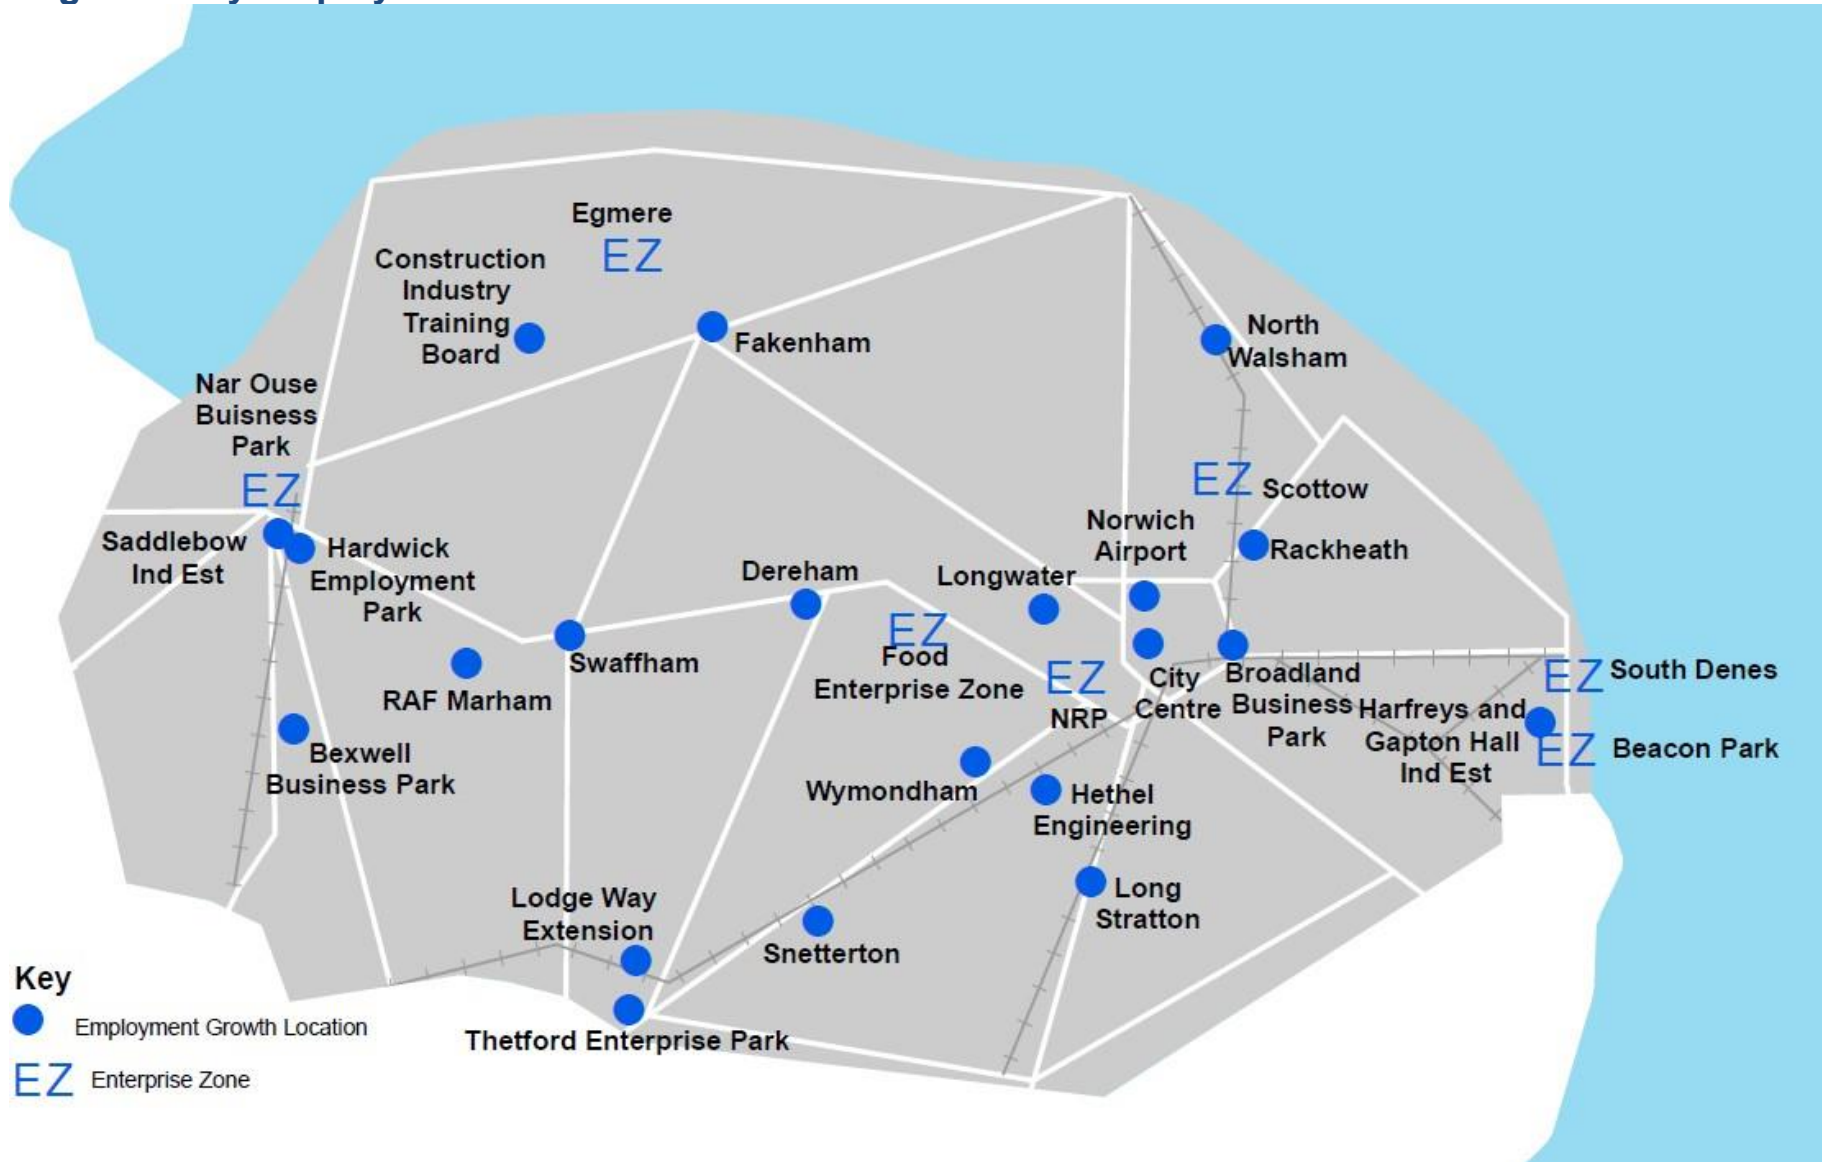 Egmere
EZ
Construction
Industry
Training
Board
Fakenham
North
Walsham
Nar Ouse
Buisness
Park
EZ
EZ
Scottow
Saddlebow
Ind Est
Hardwick
Employment
Park
Norwich
Airport
Rackheath
Dereham
Longwater
EZ
Food
Enterprise Zone
Swaffham
RAF Marham
EZ
NRP
City
Centre
Broadland
Business
Park
EZ
South Denes
Harfreys and
Gapton Hall
Ind Est
EZ
Beacon Park
Bexwell
Business Park
Wymondham
Hethel
Engineering
Long
Stratton
Lodge Way
Extension
Snetterton
Thetford Enterprise Park
Key
Employment Growth Location
EZ
Enterprise Zone